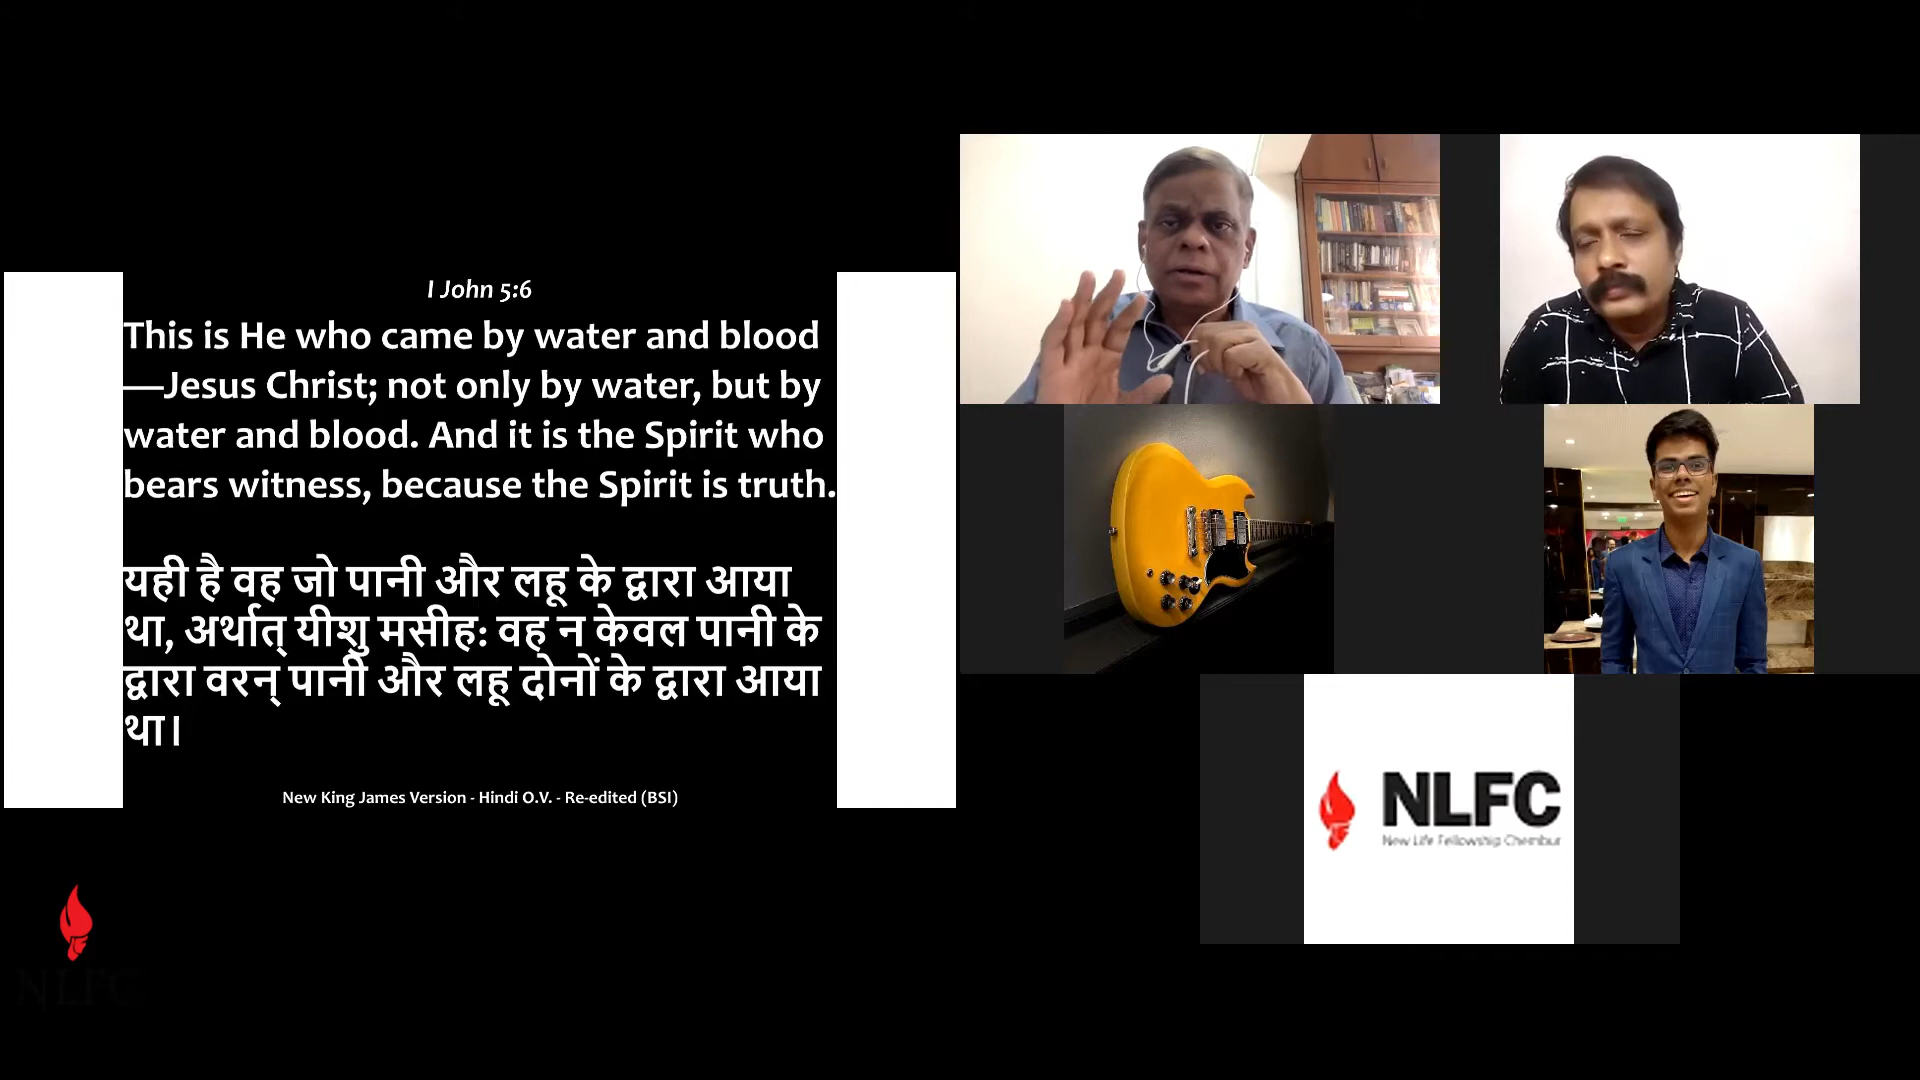 I John 5:6
This is He who came by water and blood
—Jesus Christ; not only by water, but by
water and blood. And it is the Spirit who
bears witness, because the Spirit is truth.
यही है वह जो पानी और लहू के द्वारा आया
था, अर्थात् यीशु मसीहः वह न केवल पानी के
द्वारा वरन् पानी और लहू दोनों के द्वारा आया
था।
New King James Version - Hindi O.V. - Re-edited (BSI)
NLFC
New Life Fellowship Chembur
NLFC